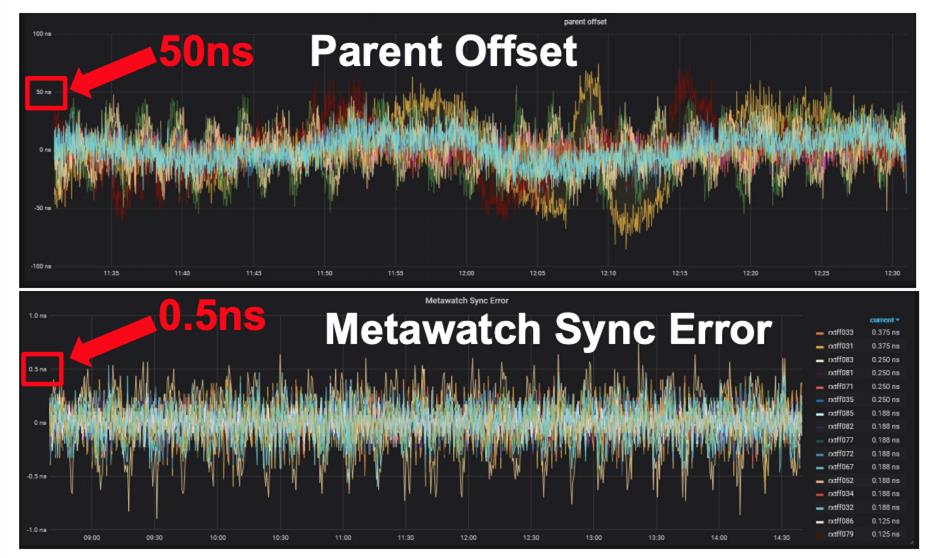 parent offset
100 ns
50ns
Parent Offset
50 ns
0 ns
-50 ns
-100 ns
11:35 11:40 11:45 11:50 11:55 12:00 12:05 12:10 12:15 12:20 12:25 12:30
Metawatch Sync Error
1.0 ns
0.5ns
Metawatch Sync Error
0.5 ns
0 ns
-0.5 ns
-1.0 ns
09:00 09:30 10:00 10:30 11:00 11:30 12:00 12:30 13:00 13:30 14:00 14:30
current
rxtff033 0.375 ns
rxtff031 0.375 ns
rxtff083 0.250 ns
rxtff081 0.250 ns
rxtff071 0.250 ns
rxtff035 0.250 ns
rxtff085 0.188 ns
rxtff082 0.188 ns
rxtff077 0.188 ns
rxtff072 0.188 ns
rxtff067 0.188 ns
rxtff052 0.188 ns
rxtff034 0.188 ns
rxtff032 0.188 ns
rxtff086 0.125 ns
rxtff079 0.125 ns